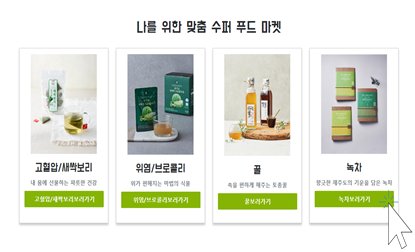 나를 위한 맞춤 수퍼 푸드 마켓
고혈압/새싹보리
내 몸에 선물하는 파릇한 건강
고혈압/새싹보리보러가기
위염/브로콜리
위가 편해지는 마법의 식물
위염/브로콜리보러가기
꿀
속을 편하게 해주는 토종꿀
꿀보러가기
녹차
향긋한 제주도의 기운을 담은 녹차
녹차보러가기